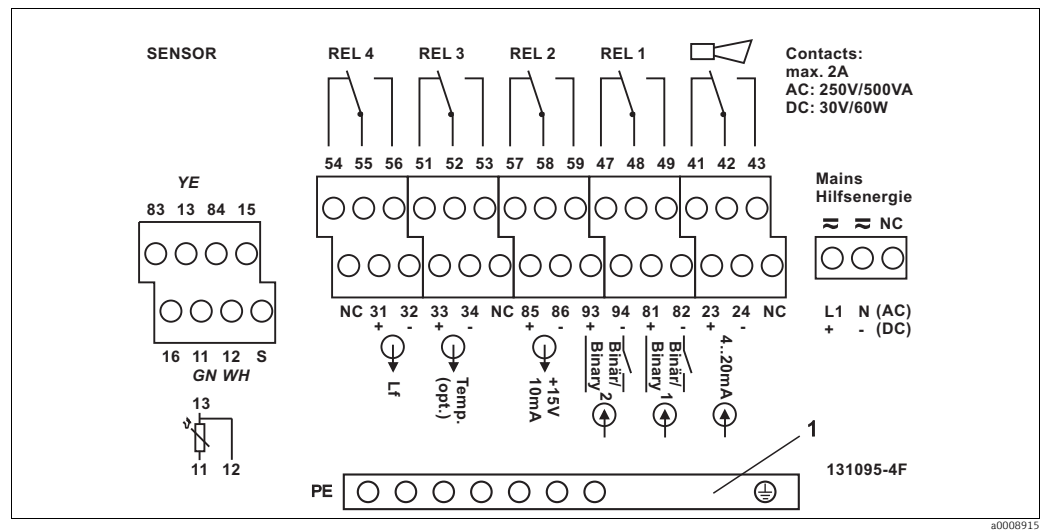 SENSOR
REL 4 REL 3 REL 2 REL 1
Contacts:
max. 2A
AC: 250V/500VA
DC: 30V/60W
54 55 56 51 52 53 57 58 59 47 48 49 41 42 43
YE
83 13 84 15
Mains
Hilfsenergie
NC
L1 N (AC)
+ - (DC)
NC 31 32 33 34 NC 85 86 93 94 81 82 23 24 NC
+ - + - + - + - + - + -
16 11 12 S
GN WH
13
11 12
Lf
Temp.
(opt.)
+15V
10mA
Binär/
Binary 2
Binär/
Binary 1
4..20mA
1
PE
131095-4F
a0008915